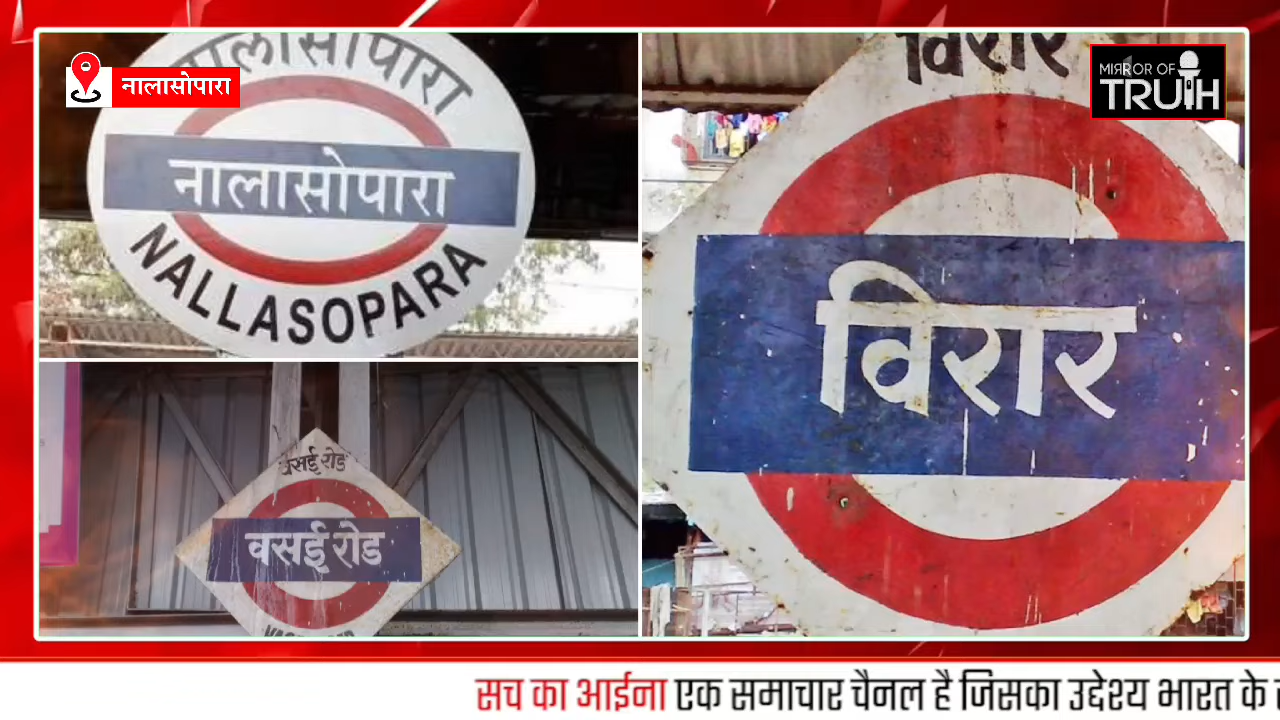 नालासोपारा
नालासोपारा
नालासोपारा
NALLASOPARA
वसई रोड
वसई रोड
विरार
विरार
MIRROR OF
TRUTH
सच का आईना एक समाचार चैनल है जिसका उद्देश्य भारत के